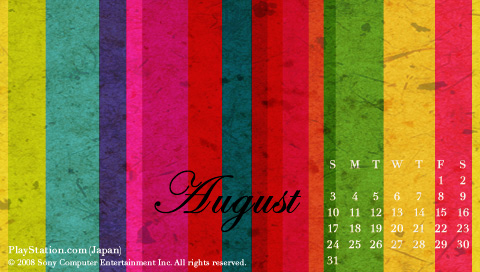 August
S M T W T F S
1 2
3 4 5 6 7 8 9
10 11 12 13 14 15 16
17 18 19 20 21 22 23
24 25 26 27 28 29 30
31
PlayStation.com (Japan)
© 2008 Sony Computer Entertainment Inc. All rights reserved.